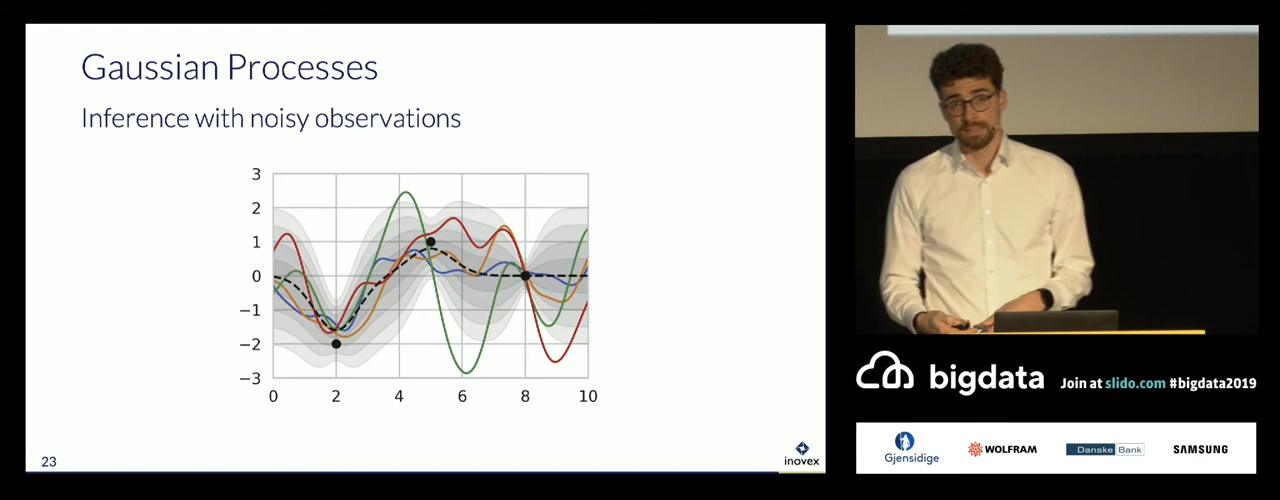 Gaussian Processes
Inference with noisy observations
3
2
1
0
−1
−2
−3
0 2 4 6 8 10
23
inovex
bigdata
Join at slido.com #bigdata2019
Gjensidige
WOLFRAM
Danske Bank
SAMSUNG